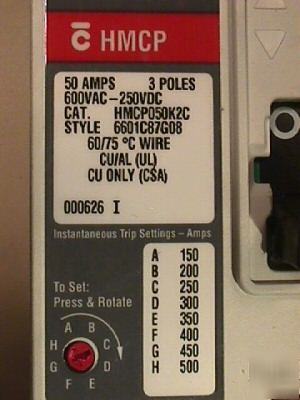 HMCP
50 AMPS 3 POLES
600VAC-250VDC
CAT. HMCP050K2C
STYLE 6601C87G08
60/75 °C WIRE
CU/AL (UL)
CU ONLY (CSA)
000626 I
Instantaneous Trip Settings - Amps
To Set:
Press & Rotate
A B C D E F G H
A 150
B 200
C 250
D 300
E 350
F 400
G 450
H 500